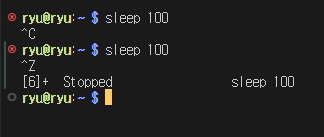 ryu@ryu:~ $ sleep 100
^C
ryu@ryu:~ $ sleep 100
^Z
[6]+  Stopped                 sleep 100
ryu@ryu:~ $